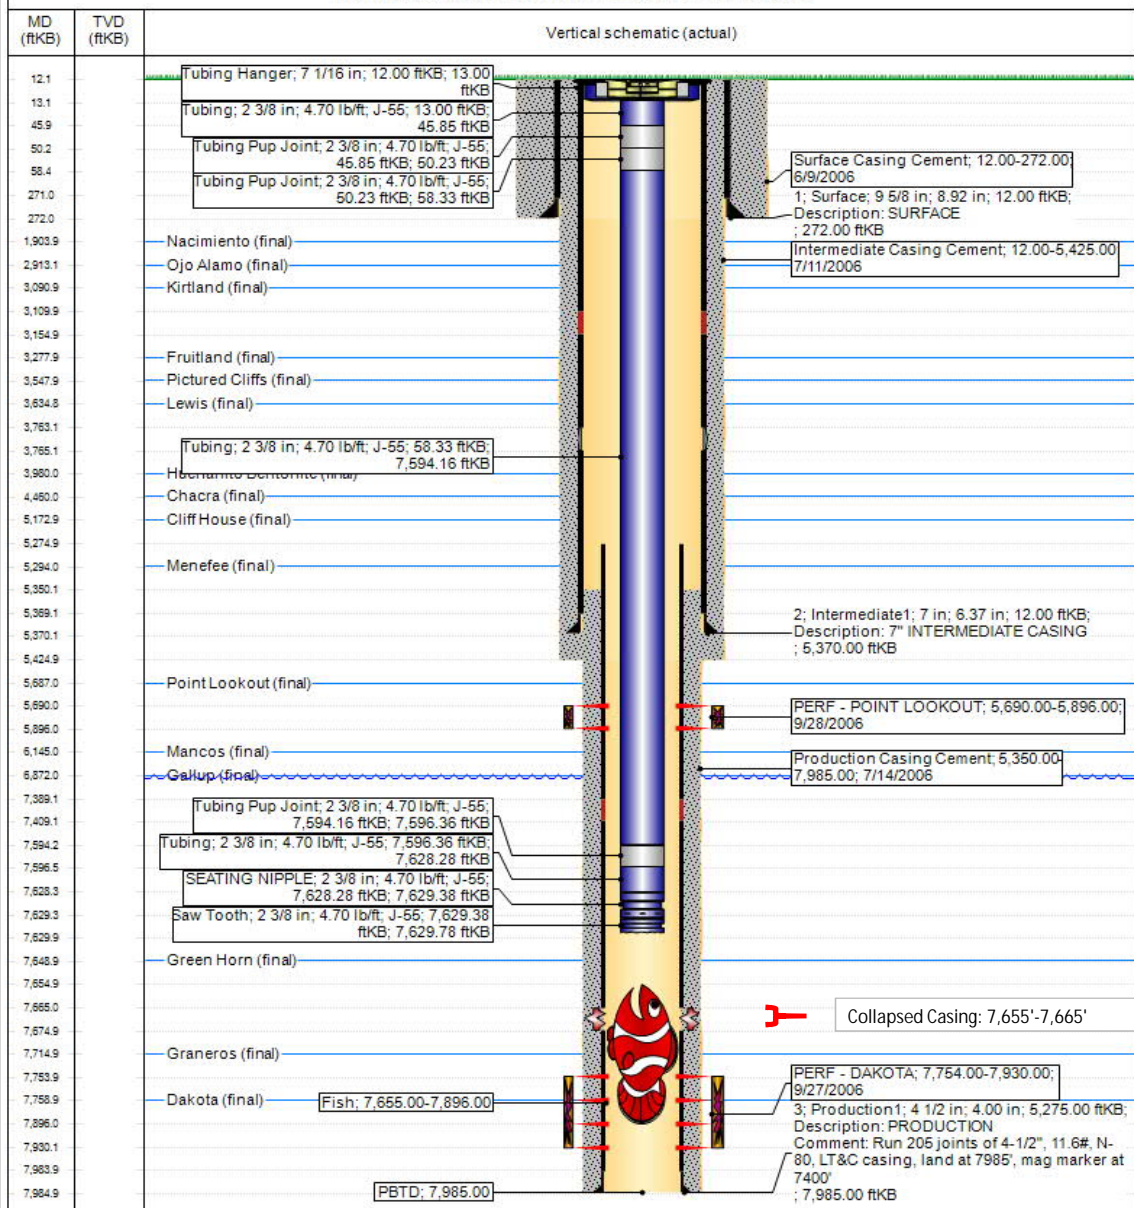 MD
(ftKB)
TVD
(ftKB)
Vertical schematic (actual)
12.1
13.1
45.9
50.2
58.4
271.0
272.0
1,903.9
2,913.1
3,090.9
3,109.9
3,154.9
3,277.9
3,547.9
3,634.8
3,763.1
3,765.1
3,980.0
4,460.0
5,172.9
5,274.9
5,294.0
5,350.1
5,369.1
5,370.1
5,424.9
5,687.0
5,690.0
5,896.0
6,145.0
6,872.0
7,389.1
7,409.1
7,594.2
7,596.5
7,628.3
7,629.3
7,629.9
7,648.9
7,654.9
7,665.0
7,674.9
7,714.9
7,753.9
7,758.9
7,896.0
7,930.1
7,983.9
7,984.9
Tubing Hanger; 7 1/16 in; 12.00 ftKB; 13.00
ftKB
Tubing; 2 3/8 in; 4.70 lb/ft; J-55; 13.00 ftKB;
45.85 ftKB
Tubing Pup Joint; 2 3/8 in; 4.70 lb/ft; J-55;
45.85 ftKB; 50.23 ftKB
Tubing Pup Joint; 2 3/8 in; 4.70 lb/ft; J-55;
50.23 ftKB; 58.33 ftKB
Nacimiento (final)
Ojo Alamo (final)
Kirtland (final)
Fruitland (final)
Pictured Cliffs (final)
Lewis (final)
Tubing; 2 3/8 in; 4.70 lb/ft; J-55; 58.33 ftKB;
7,594.16 ftKB
(final)
Chacra (final)
Cliff House (final)
Menefee (final)
Point Lookout (final)
Mancos (final)
Gallup (final)
Tubing Pup Joint; 2 3/8 in; 4.70 lb/ft; J-55;
7,594.16 ftKB; 7,596.36 ftKB
Tubing; 2 3/8 in; 4.70 lb/ft; J-55; 7,596.36 ftKB;
7,628.28 ftKB
SEATING NIPPLE; 2 3/8 in; 4.70 lb/ft; J-55;
7,628.28 ftKB; 7,629.38 ftKB
Saw Tooth; 2 3/8 in; 4.70 lb/ft; J-55; 7,629.38
ftKB; 7,629.78 ftKB
Green Horn (final)
Graneros (final)
Dakota (final)
Fish; 7,655.00-7,896.00
PBTD; 7,985.00
Surface Casing Cement; 12.00-272.00;
6/9/2006
1; Surface; 9 5/8 in; 8.92 in; 12.00 ftKB;
Description: SURFACE
; 272.00 ftKB
Intermediate Casing Cement; 12.00-5,425.00
7/11/2006
2; Intermediate1; 7 in; 6.37 in; 12.00 ftKB;
Description: 7" INTERMEDIATE CASING
; 5,370.00 ftKB
PERF - POINT LOOKOUT; 5,690.00-5,896.00;
9/28/2006
Production Casing Cement; 5,350.00-
7,985.00; 7/14/2006
Collapsed Casing: 7,655'-7,665'
PERF - DAKOTA; 7,754.00-7,930.00;
9/27/2006
3; Production1; 4 1/2 in; 4.00 in; 5,275.00 ftKB;
Description: PRODUCTION
Comment: Run 205 joints of 4-1/2", 11.6#, N-
80, LT&C casing, land at 7985', mag marker at
7400'
; 7,985.00 ftKB